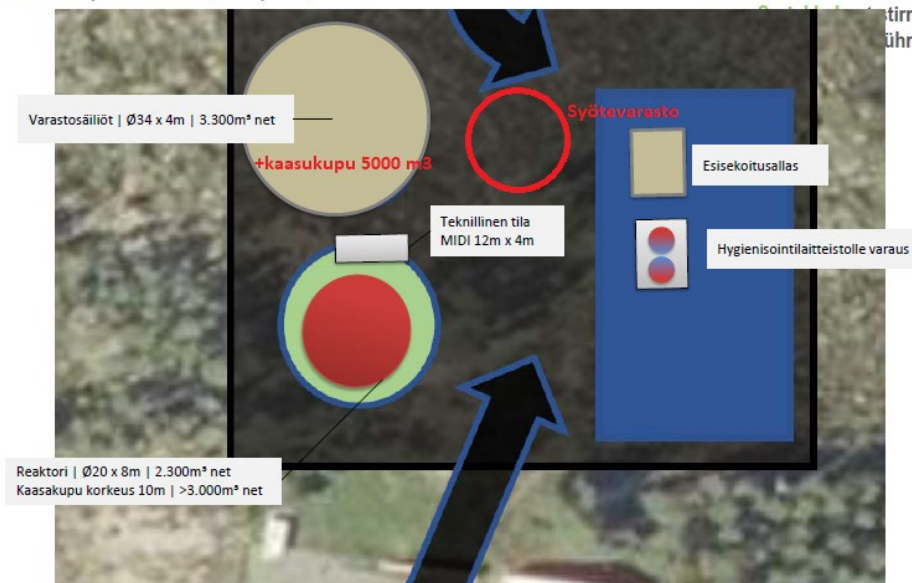 Syötevarasto
Varastosäiliöt | Ø34 x 4m | 3.300m³ net
+kaasukupu 5000 m3
Esisekoitusallas
Teknillinen tila
MIDI 12m x 4m
Hygienisointilaitteistolle varaus
Reaktori | Ø20 x 8m | 2.300m³ net
Kaasukupu korkeus 10m | >3.000m³ net